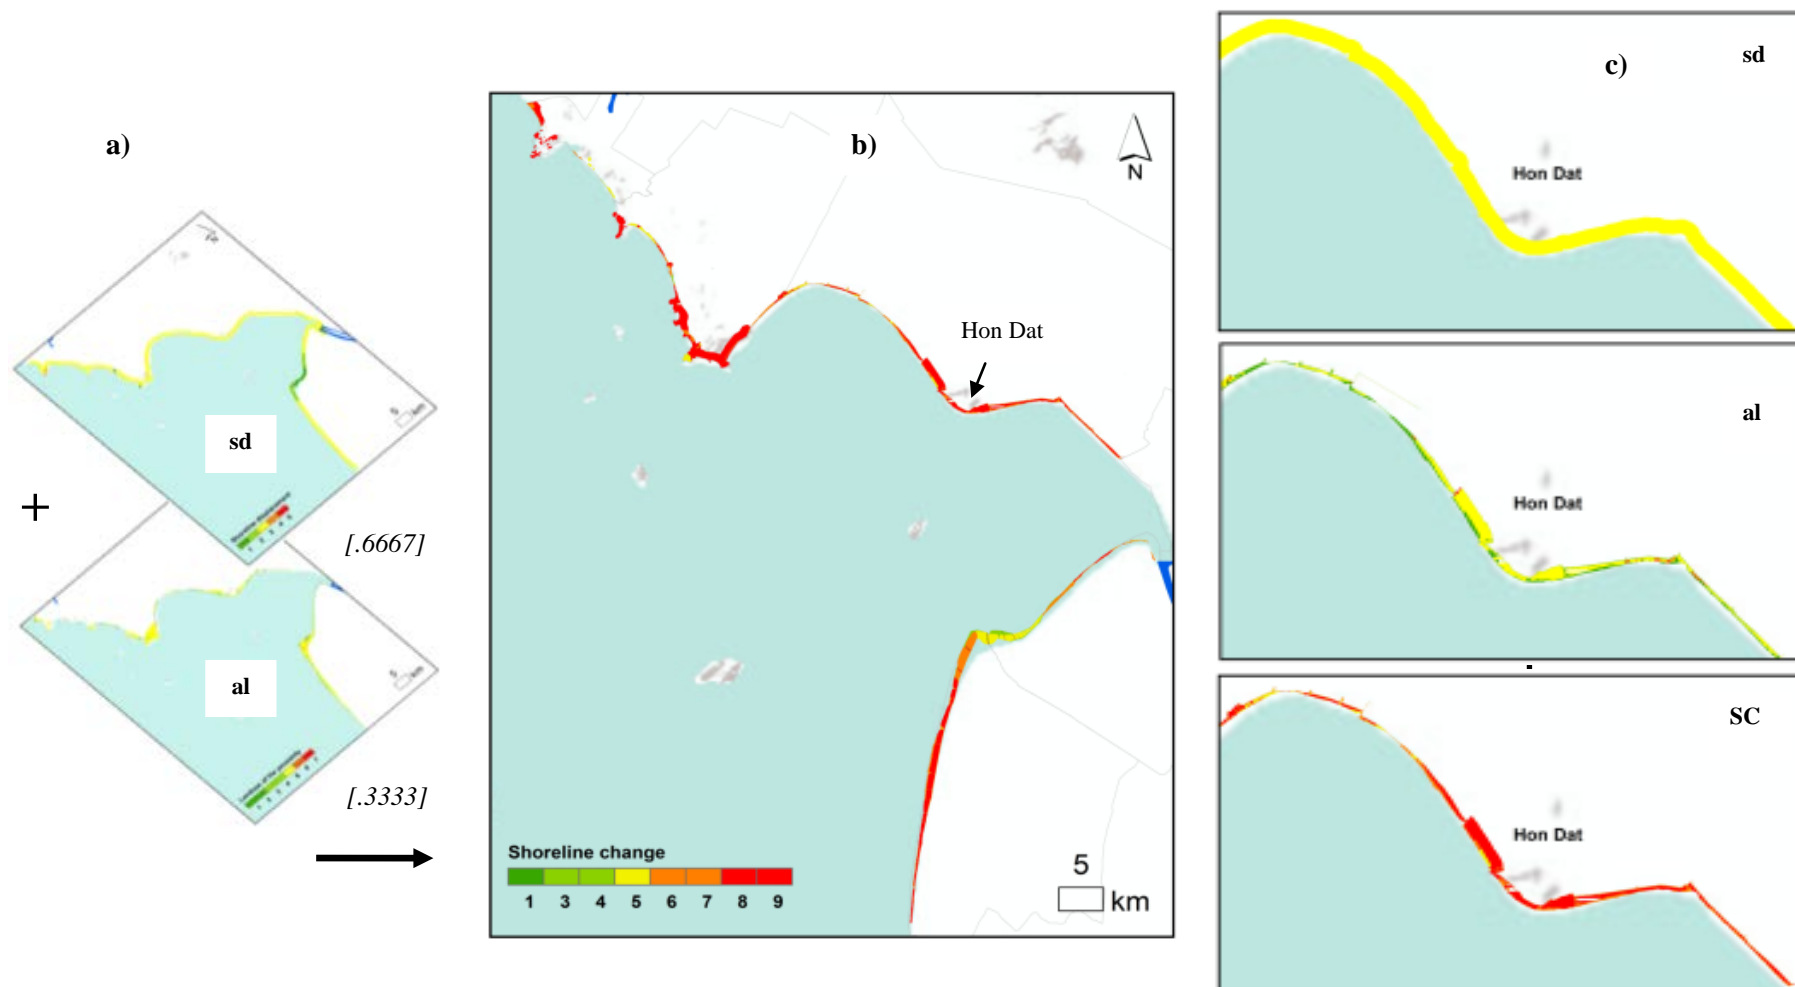 a)
sd
+
[.6667]
al
[.3333]
b)
N
Hon Dat
Shoreline change
1 3 4 5 6 7 8 9
5
km
c)
sd
Hon Dat
al
Hon Dat
SC
Hon Dat